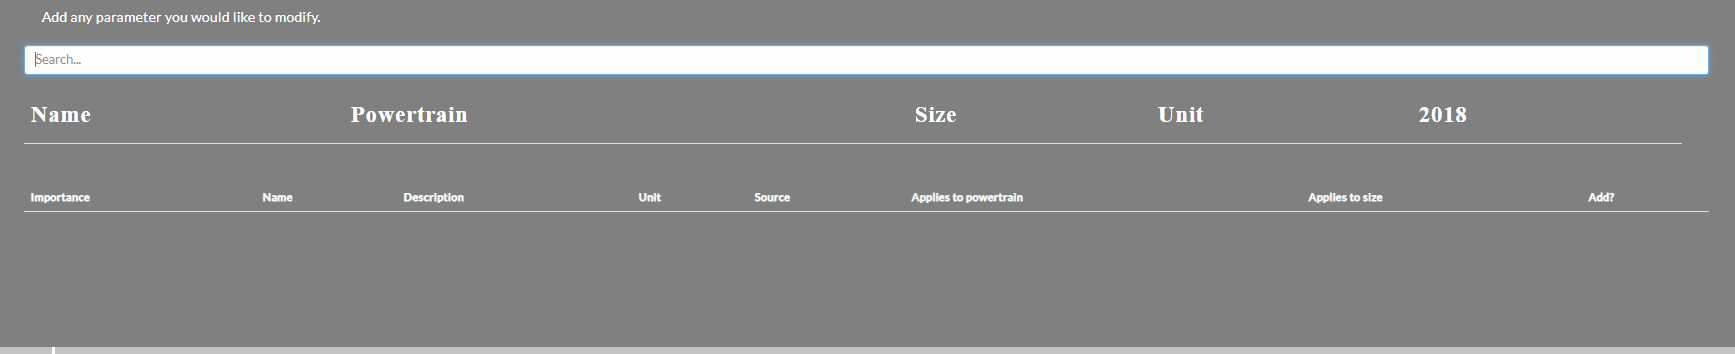 Add any parameter you would like to modify.
Search...
Name Powertrain Size Unit 2018
Importance Name Description Unit Source Applies to powertrain Applies to size Add?